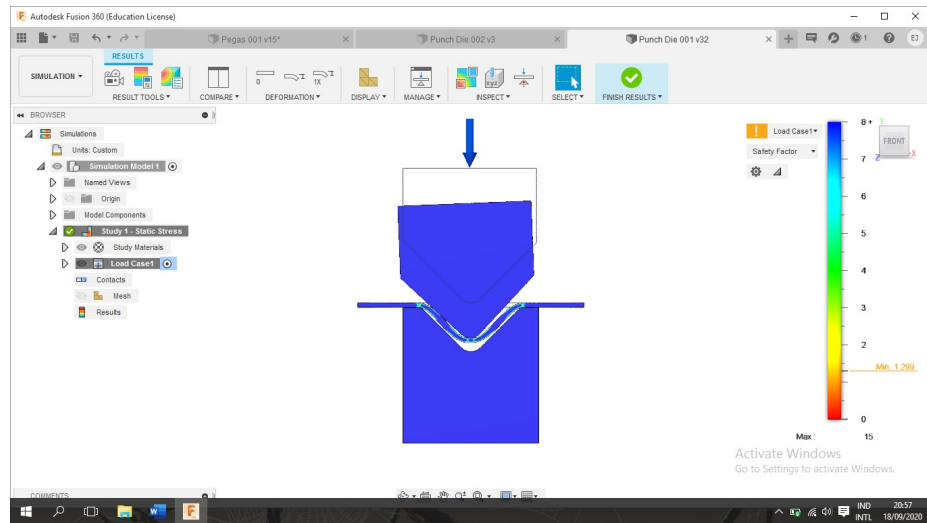 Autodesk Fusion 360 (Education License)
Pegas 001 v15*
Punch Die 002 v3
Punch Die 001 v32
1
EJ
RESULTS
SIMULATION
0
1X
RESULT TOOLS
COMPARE
DEFORMATION
DISPLAY
MANAGE
INSPECT
SELECT
FINISH RESULTS
BROWSER
Simulations
Units: Custom
Simulation Model 1
Named Views
Origin
Model Components
Study 1 - Static Stress
Study Materials
Load Case1
Contacts
Mesh
Results
Load Case1
Safety Factor
8+
7
6
5
4
3
2
Min: 1.299
0
Max: 15
Y
FRONT
Z X
Activate Windows
Go to Settings to activate Windows.
COMMENTS
IND
INTL
20:57
18/09/2020